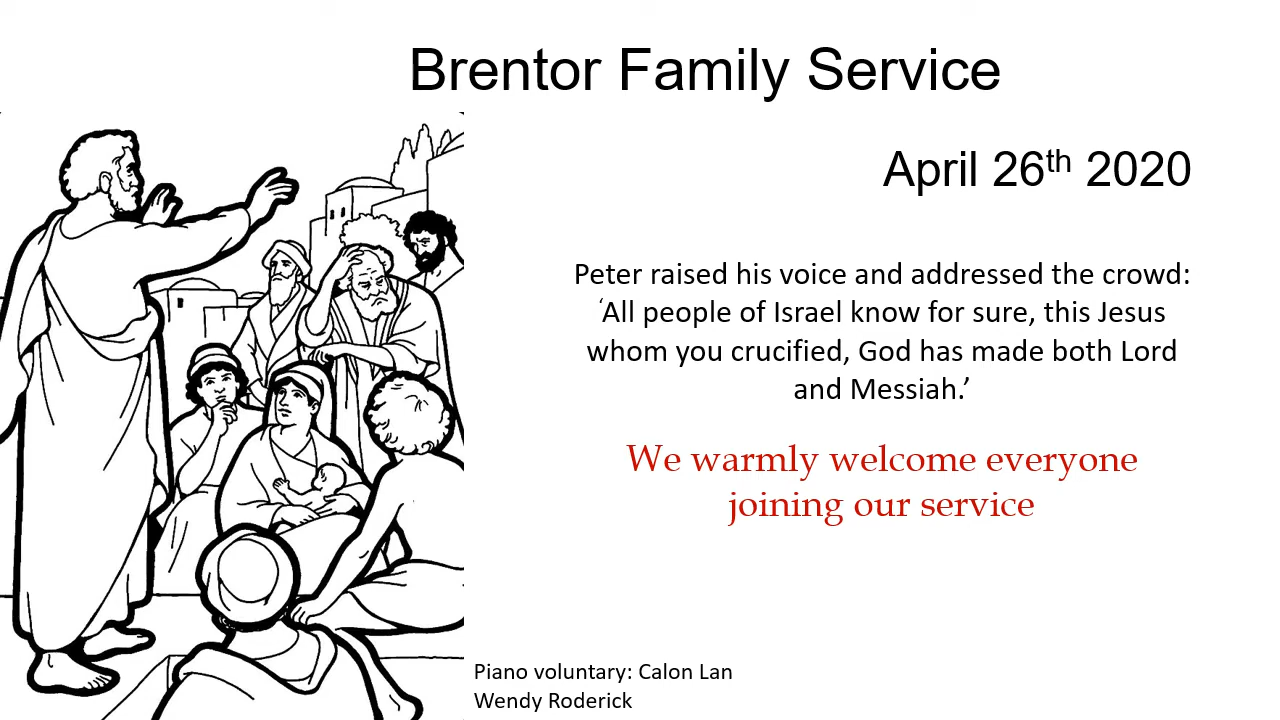 Brentor Family Service
April 26th 2020
Peter raised his voice and addressed the crowd:
‘All people of Israel know for sure, this Jesus
whom you crucified, God has made both Lord
and Messiah.’
We warmly welcome everyone
joining our service
Piano voluntary: Calon Lan
Wendy Roderick